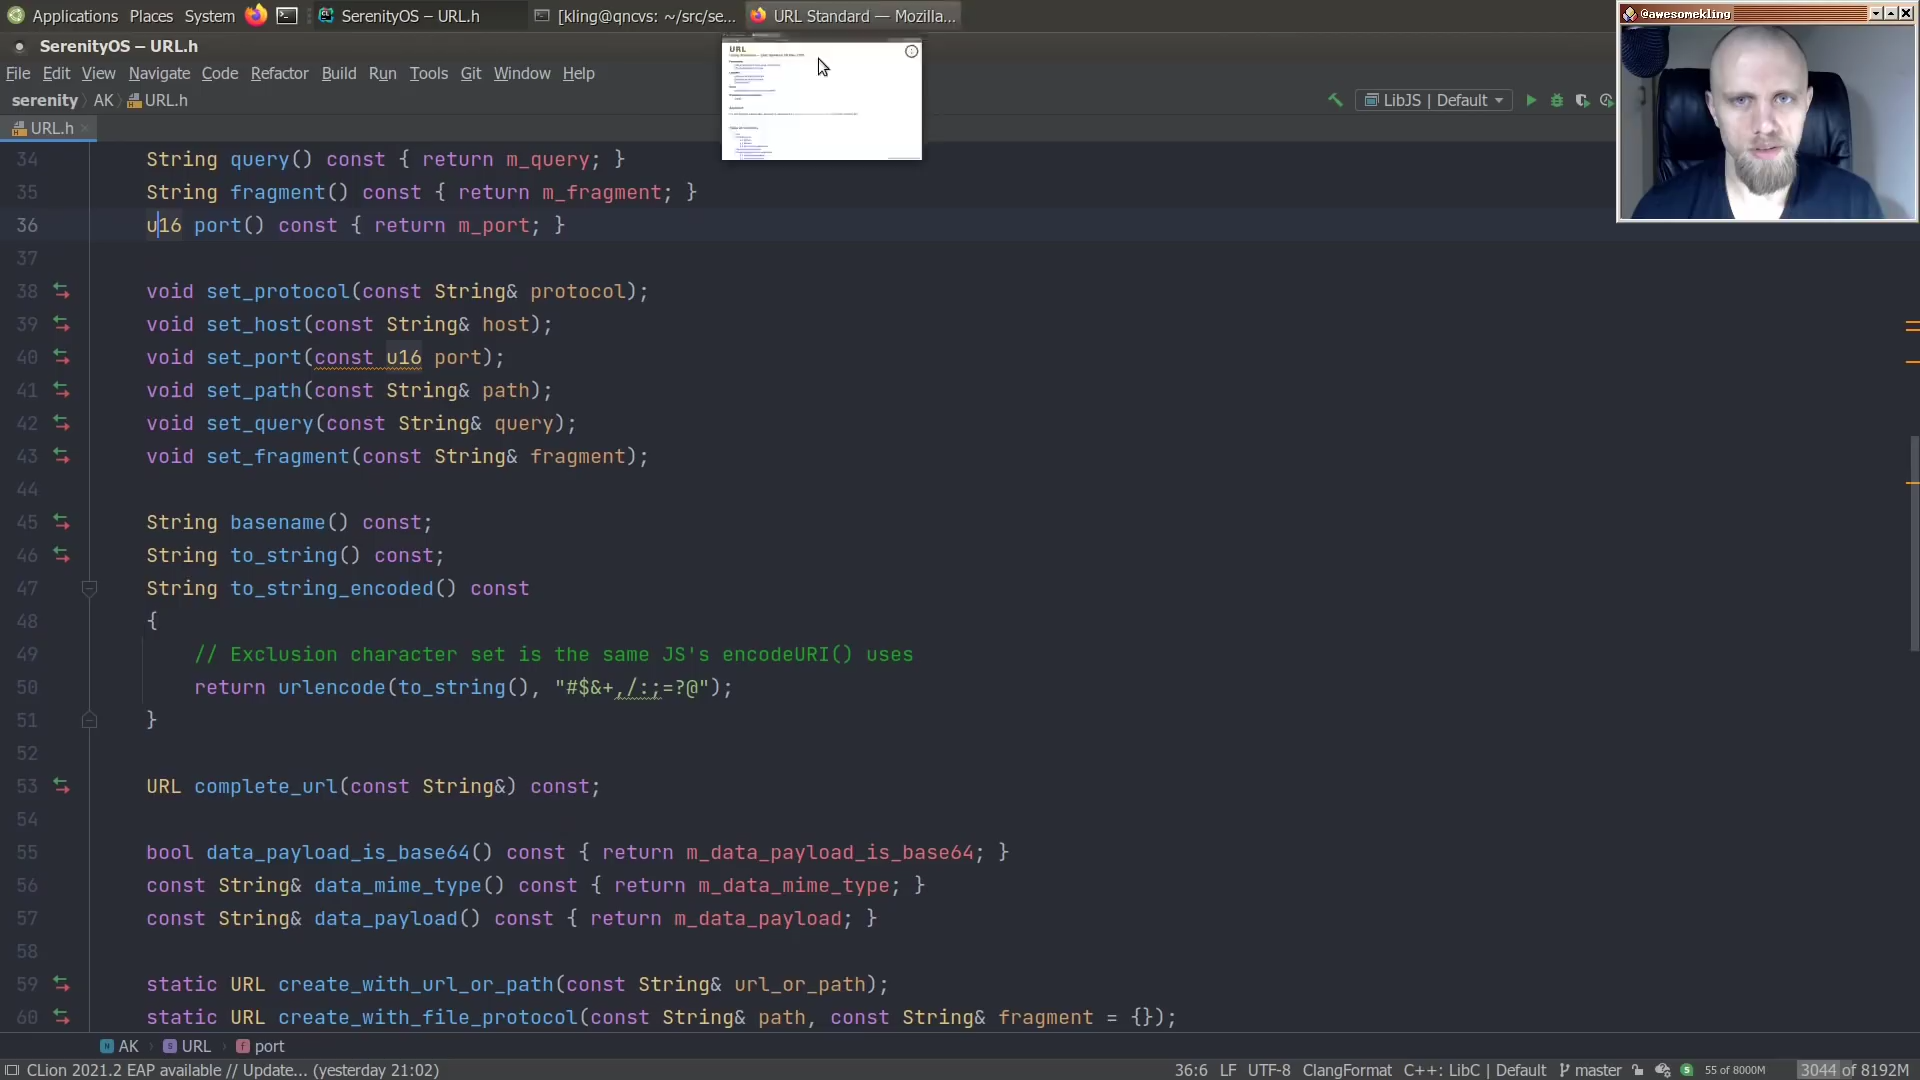 Applications Places System SerenityOS – URL.h [kling@qncvs: ~/src/se... URL Standard — Mozilla...
@awesomekling
SerenityOS – URL.h
File Edit View Navigate Code Refactor Build Run Tools Git Window Help
URL
serenity AK URL.h
LibJS | Default
URL.h
34 String query() const { return m_query; }
35 String fragment() const { return m_fragment; }
36 u16 port() const { return m_port; }
37
38 void set_protocol(const String& protocol);
39 void set_host(const String& host);
40 void set_port(const u16 port);
41 void set_path(const String& path);
42 void set_query(const String& query);
43 void set_fragment(const String& fragment);
44
45 String basename() const;
46 String to_string() const;
47 String to_string_encoded() const
48 {
49 // Exclusion character set is the same JS's encodeURI() uses
50 return urlencode(to_string(), "#$&+,/:;=?@");
51 }
52
53 URL complete_url(const String&) const;
54
55 bool data_payload_is_base64() const { return m_data_payload_is_base64; }
56 const String& data_mime_type() const { return m_data_mime_type; }
57 const String& data_payload() const { return m_data_payload; }
58
59 static URL create_with_url_or_path(const String& url_or_path);
60 static URL create_with_file_protocol(const String& path, const String& fragment = {});
AK URL port
CLion 2021.2 EAP available // Update... (yesterday 21:02) 36:6 LF UTF-8 ClangFormat C++: LibC | Default master 55 of 8000M 3044 of 8192M